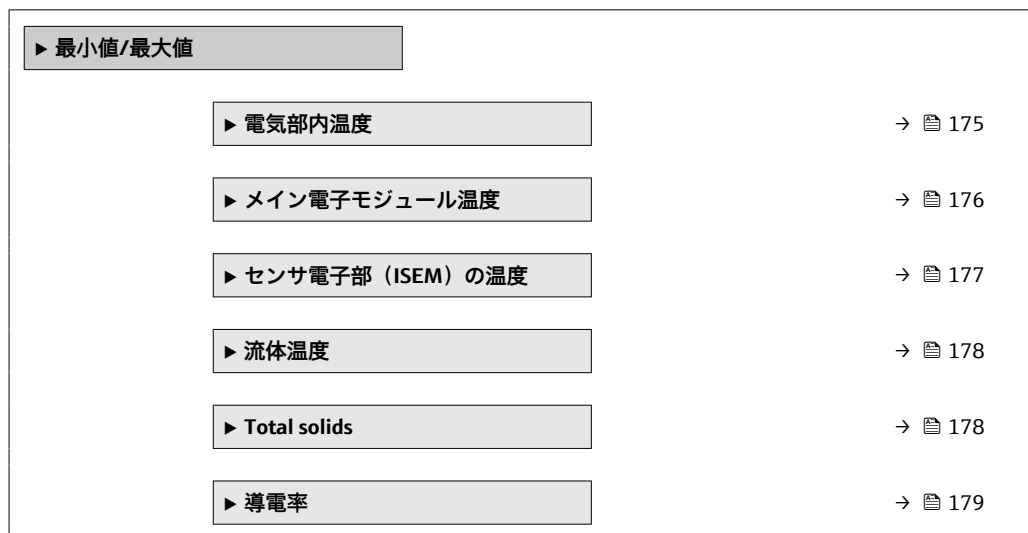 ▶ 最小値/最大値
▶ 電気部内温度 → 175
▶ メイン電子モジュール温度 → 176
▶ センサ電子部（ISEM）の温度 → 177
▶ 流体温度 → 178
▶ Total solids → 178
▶ 導電率 → 179